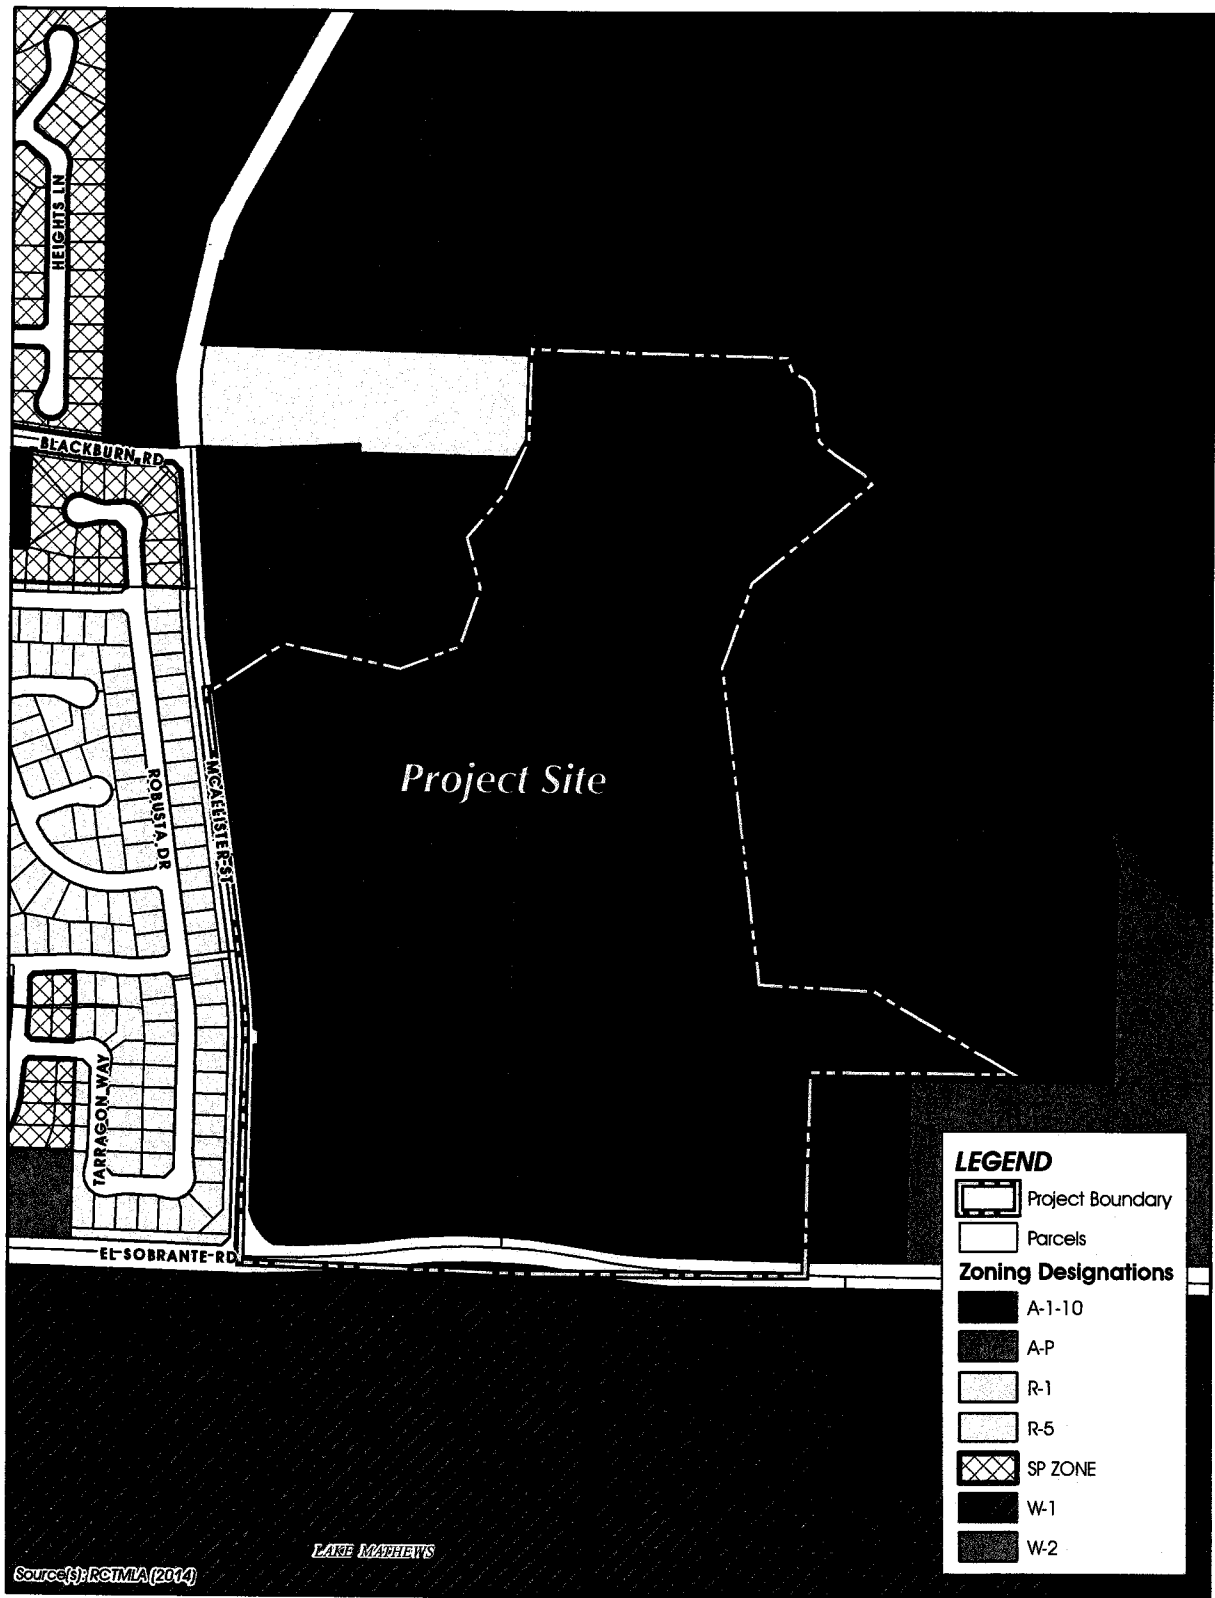 HEIGHTS LN
BLACKBURN RD
ROBUSTA DR
MCALLISTER ST
Project Site
TARRAGON WAY
EL SOBRANTE RD
LEGEND
Project Boundary
Parcels
Zoning Designations
A-1-10
A-P
R-1
R-5
SP ZONE
W-1
W-2
LAKE MATHEWS
Source(s): RCTMLA (2014)